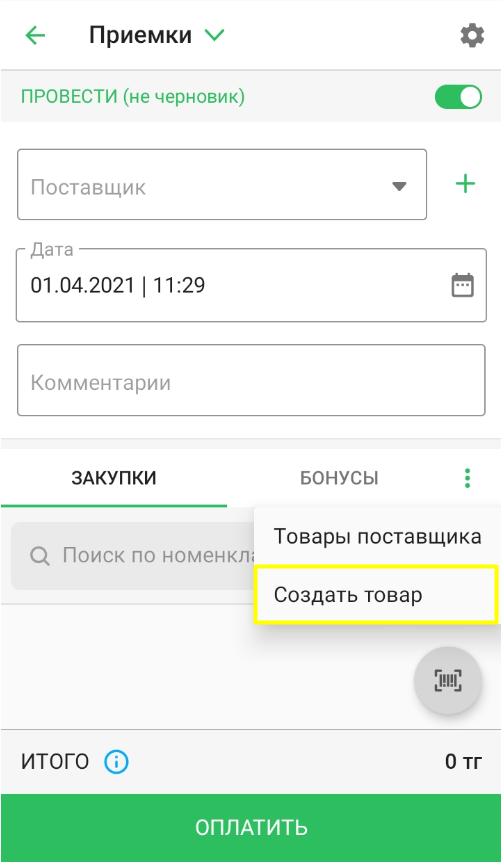 Приемки
ПРОВЕСТИ (не черновик)
Поставщик
Дата
01.04.2021 | 11:29
Комментарии
ЗАКУПКИ
БОНУСЫ
Товары поставщика
Поиск по номенкла
Создать товар
ИТОГО
0 тг
ОПЛАТИТЬ